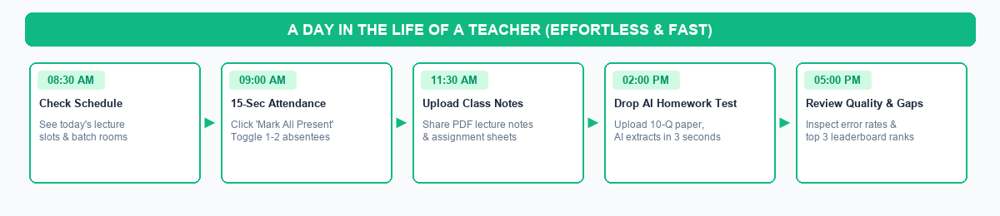 A DAY IN THE LIFE OF A TEACHER (EFFORTLESS & FAST)
08:30 AM
Check Schedule
See today's lecture
slots & batch rooms
09:00 AM
15-Sec Attendance
Click 'Mark All Present'
Toggle 1-2 absentees
11:30 AM
Upload Class Notes
Share PDF lecture notes
& assignment sheets
02:00 PM
Drop AI Homework Test
Upload 10-Q paper,
AI extracts in 3 seconds
05:00 PM
Review Quality & Gaps
Inspect error rates &
top 3 leaderboard ranks